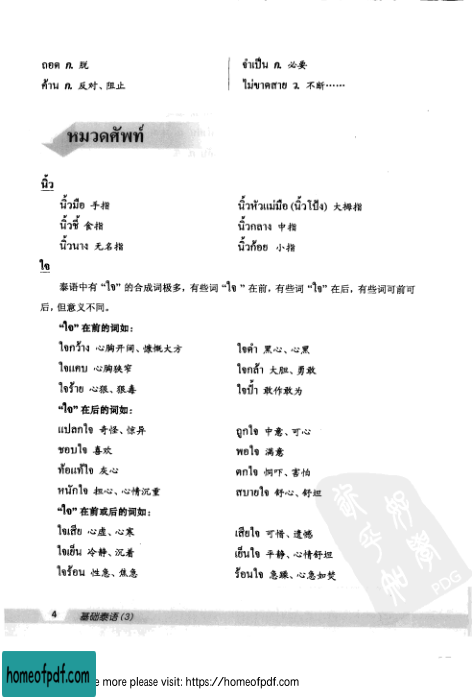 ถอด ก. 脱
จำเป็น ก. 必要
ค้าน ก. 反对、阻止
ไม่ขาดสาย ว. 不断……
หมวดศัพท์
นิ้ว
นิ้วมือ 手指
นิ้วหัวแม่มือ (นิ้วโป้ง) 大拇指
นิ้วชี้ 食指
นิ้วกลาง 中指
นิ้วนาง 无名指
นิ้วก้อย 小指
ใจ
泰语中有 “ใจ” 的合成词极多，有些词 “ใจ” 在前，有些词 “ใจ” 在后，有些词可前可
后，但意义不同。
“ใจ” 在前的词如：
ใจกว้าง 心胸开阔、慷慨大方
ใจดำ 黑心、心黑
ใจแคบ 心胸狭窄
ใจกล้า 大胆、勇敢
ใจร้าย 心狠、狠毒
ใจป้ำ 敢作敢为
“ใจ” 在后的词如：
แปลกใจ 奇怪、惊异
ถูกใจ 中意、可心
ชอบใจ 喜欢
พอใจ 满意
ท้อแท้ใจ 灰心
ตกใจ 恫吓、害怕
หนักใจ 担心、心情沉重
สบายใจ 舒心、舒坦
“ใจ” 在前或后的词如：
ใจเสีย 心虚、心寒
เสียใจ 可惜、遗憾
ใจเย็น 冷静、沉着
เย็นใจ 平静、心情舒坦
ใจร้อน 性急、焦急
ร้อนใจ 急躁、心急如焚
PDG
4 基础泰语(3)
homeofpdf.com
e more please visit: https://homeofpdf.com